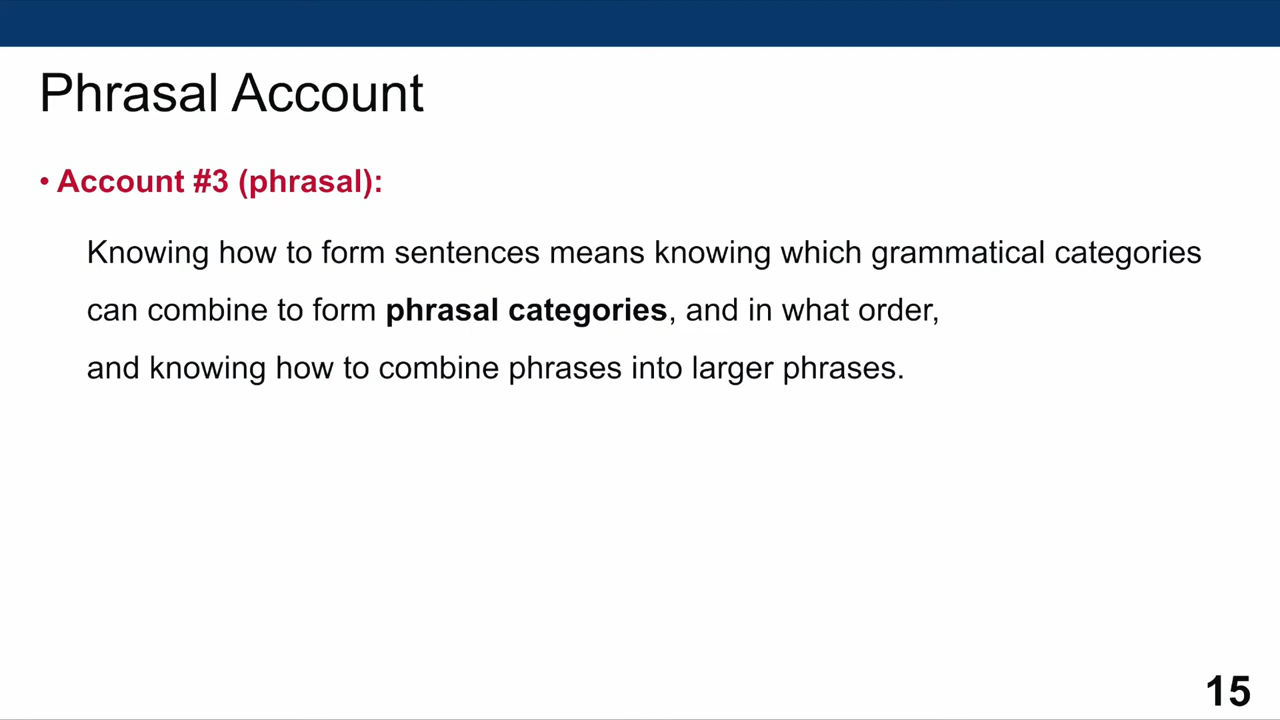 Phrasal Account
• Account #3 (phrasal):
Knowing how to form sentences means knowing which grammatical categories
can combine to form phrasal categories, and in what order,
and knowing how to combine phrases into larger phrases.
15